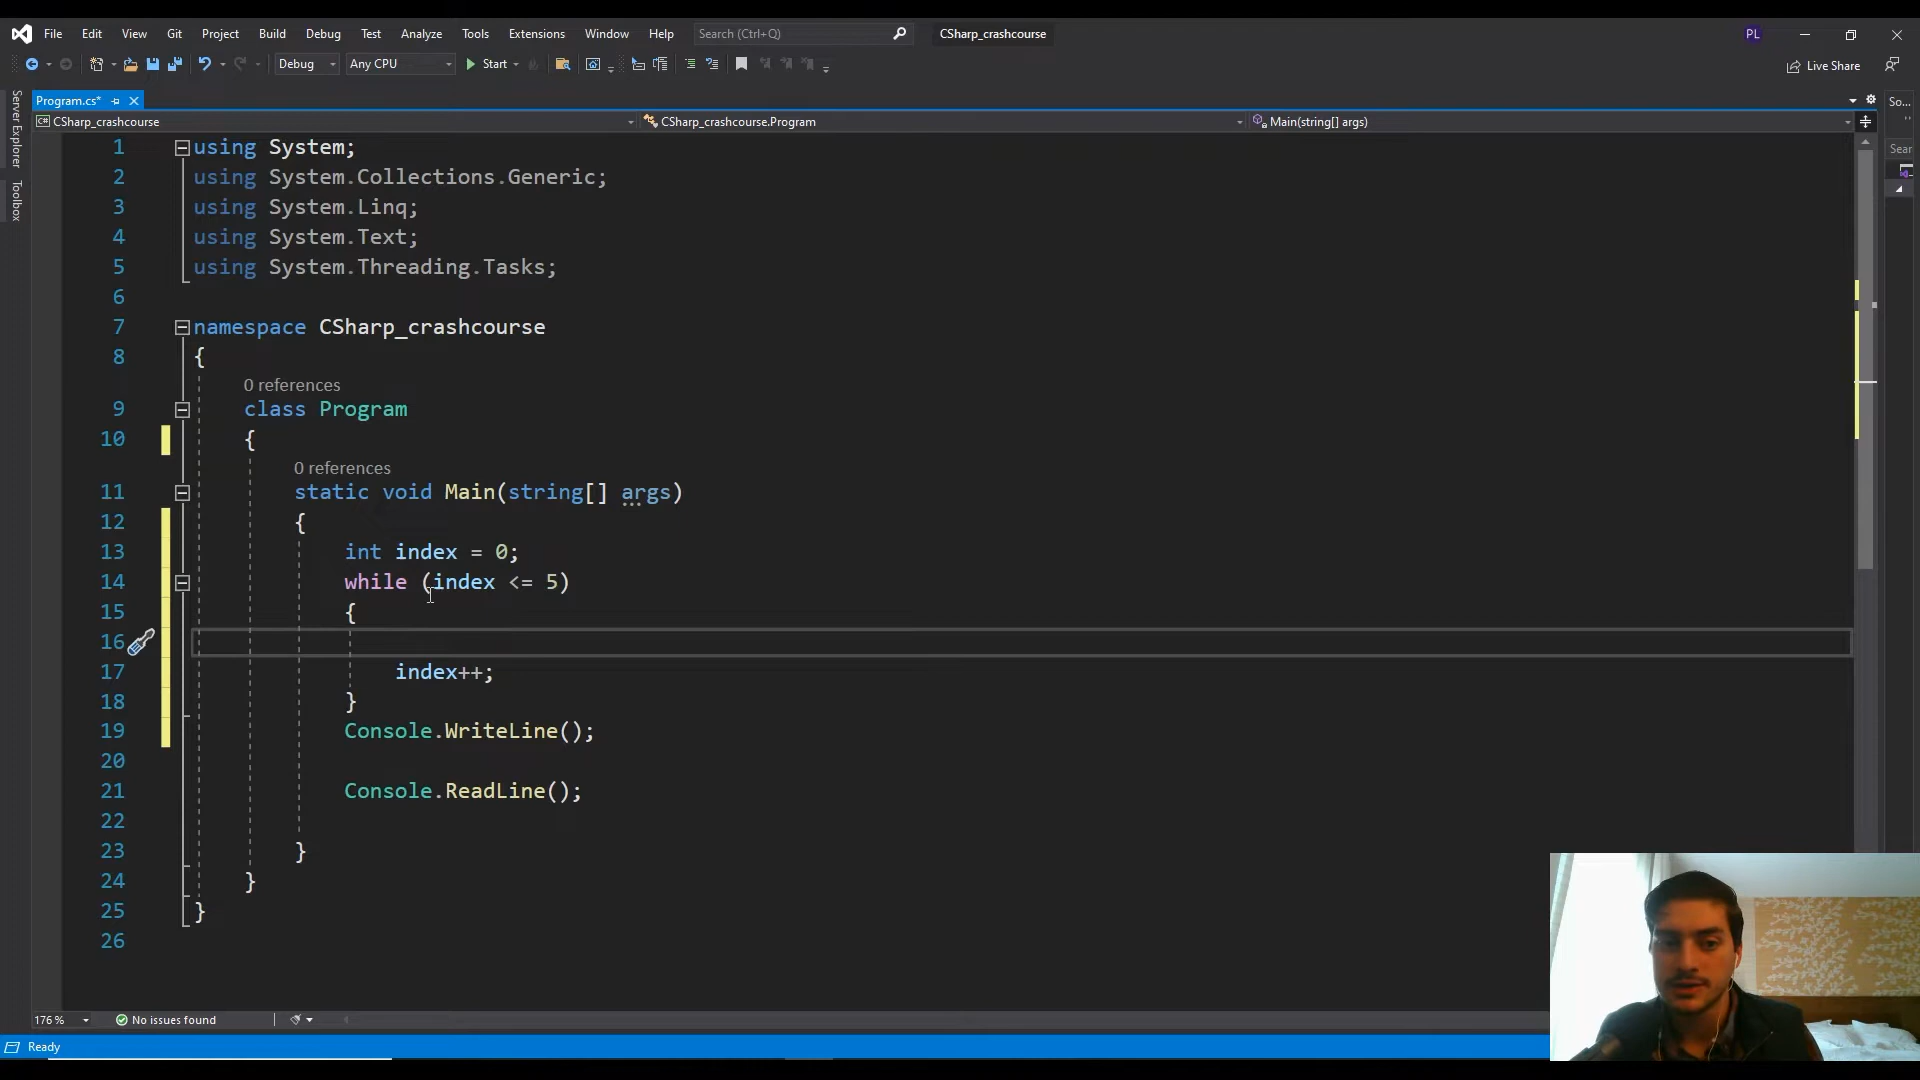 File Edit View Git Project Build Debug Test Analyze Tools Extensions Window Help Search (Ctrl+Q) CSharp_crashcourse PL
Debug Any CPU Start Live Share
Server Explorer
Toolbox
Program.cs* So...
CSharp_crashcourse CSharp_crashcourse.Program Main(string[] args)
Sear
1 using System;
2 using System.Collections.Generic;
3 using System.Linq;
4 using System.Text;
5 using System.Threading.Tasks;
6
7 namespace CSharp_crashcourse
8 {
0 references
9 class Program
10 {
0 references
11 static void Main(string[] args)
12 {
13 int index = 0;
14 while (index <= 5)
15 {
16
17 index++;
18 }
19 Console.WriteLine();
20
21 Console.ReadLine();
22
23 }
24 }
25 }
26
176 % No issues found
Ready